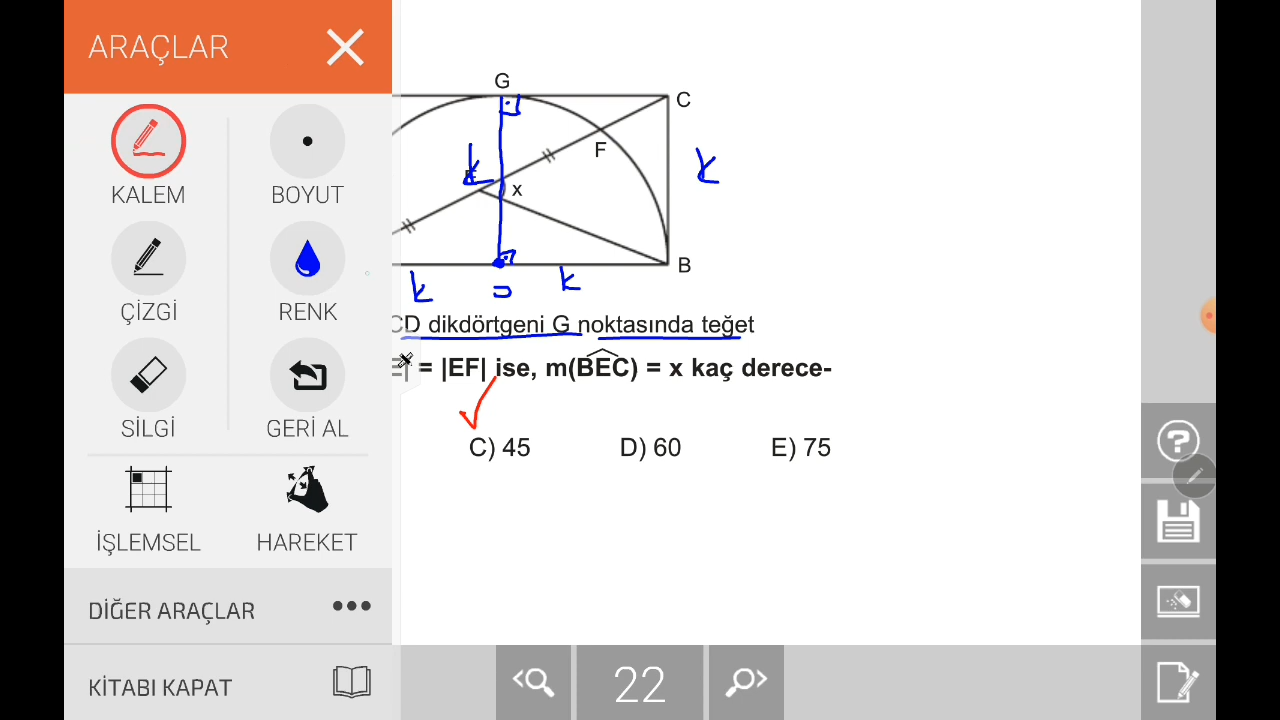 ARAÇLAR
KALEM
BOYUT
ÇİZGİ
RENK
SİLGİ
GERİ AL
İŞLEMSEL
HAREKET
DİĞER ARAÇLAR
KİTABI KAPAT
G
C
F
k
x
k
B
k
=
k
CD dikdörtgeni G noktasında teğet
E| = |EF| ise, m(BEC) = x kaç derece-
C) 45 D) 60 E) 75
?
22